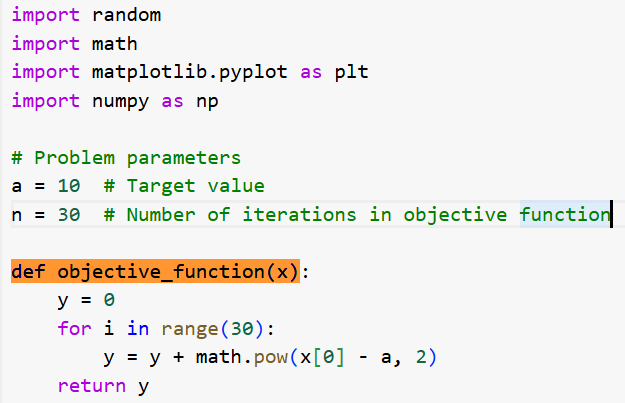 import random
import math
import matplotlib.pyplot as plt
import numpy as np
# Problem parameters
a = 10  # Target value
n = 30  # Number of iterations in objective function
def objective_function(x):
    y = 0
    for i in range(30):
        y = y + math.pow(x[0] - a, 2)
    return y